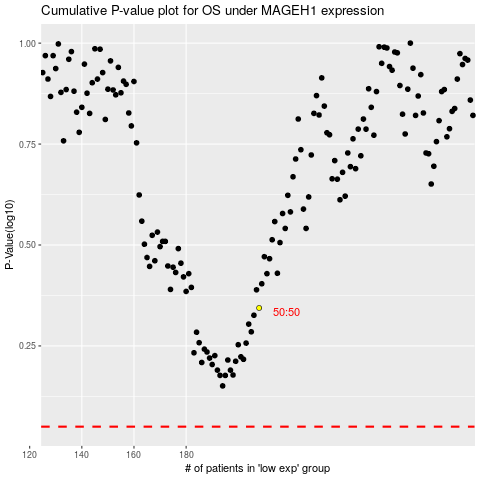 Cumulative P-value plot for OS under MAGEH1 expression
1.00
0.75
0.50
0.25
P-Value(log10)
50:50
120 140 160 180
# of patients in 'low exp' group